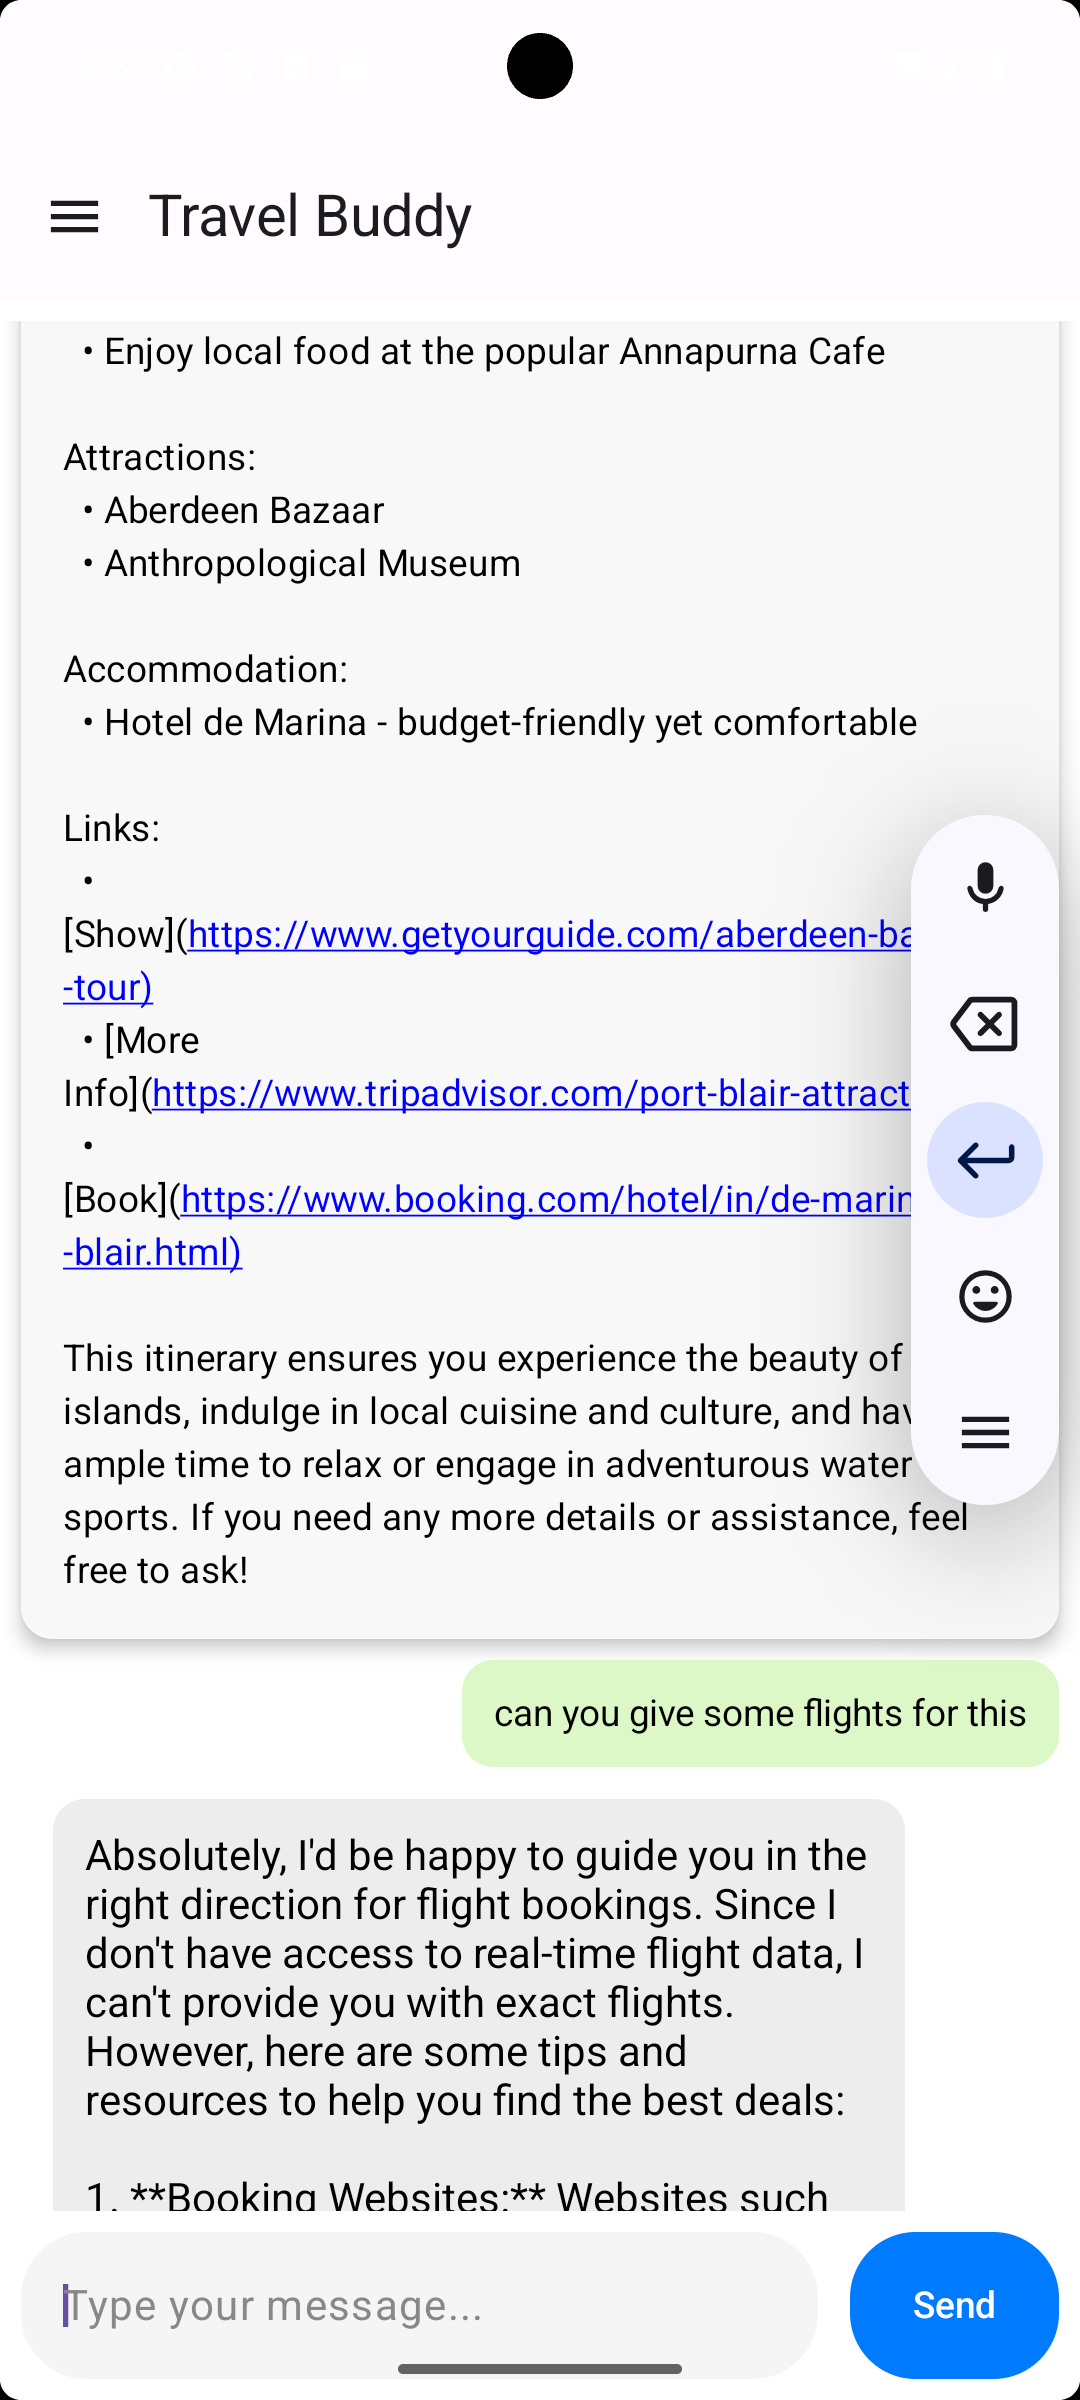 Travel Buddy
• Enjoy local food at the popular Annapurna Cafe
Attractions:
• Aberdeen Bazaar
• Anthropological Museum
Accommodation:
• Hotel de Marina - budget-friendly yet comfortable
Links:
•
[Show](https://www.getyourguide.com/aberdeen-ba
-tour)
• [More
Info](https://www.tripadvisor.com/port-blair-attract
•
[Book](https://www.booking.com/hotel/in/de-marin
-blair.html)
This itinerary ensures you experience the beauty of
islands, indulge in local cuisine and culture, and hav
ample time to relax or engage in adventurous water
sports. If you need any more details or assistance, feel
free to ask!
can you give some flights for this
Absolutely, I'd be happy to guide you in the
right direction for flight bookings. Since I
don't have access to real-time flight data, I
can't provide you with exact flights.
However, here are some tips and
resources to help you find the best deals:
1. **Booking Websites:** Websites such
Type your message...
Send